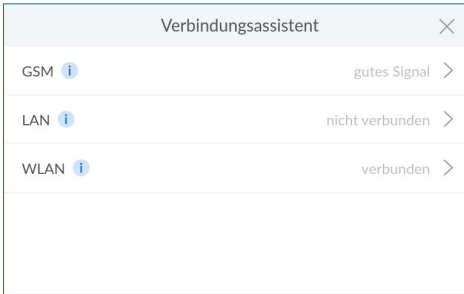 Verbindungsassistent
GSM i gutes Signal
LAN i nicht verbunden
WLAN i verbunden